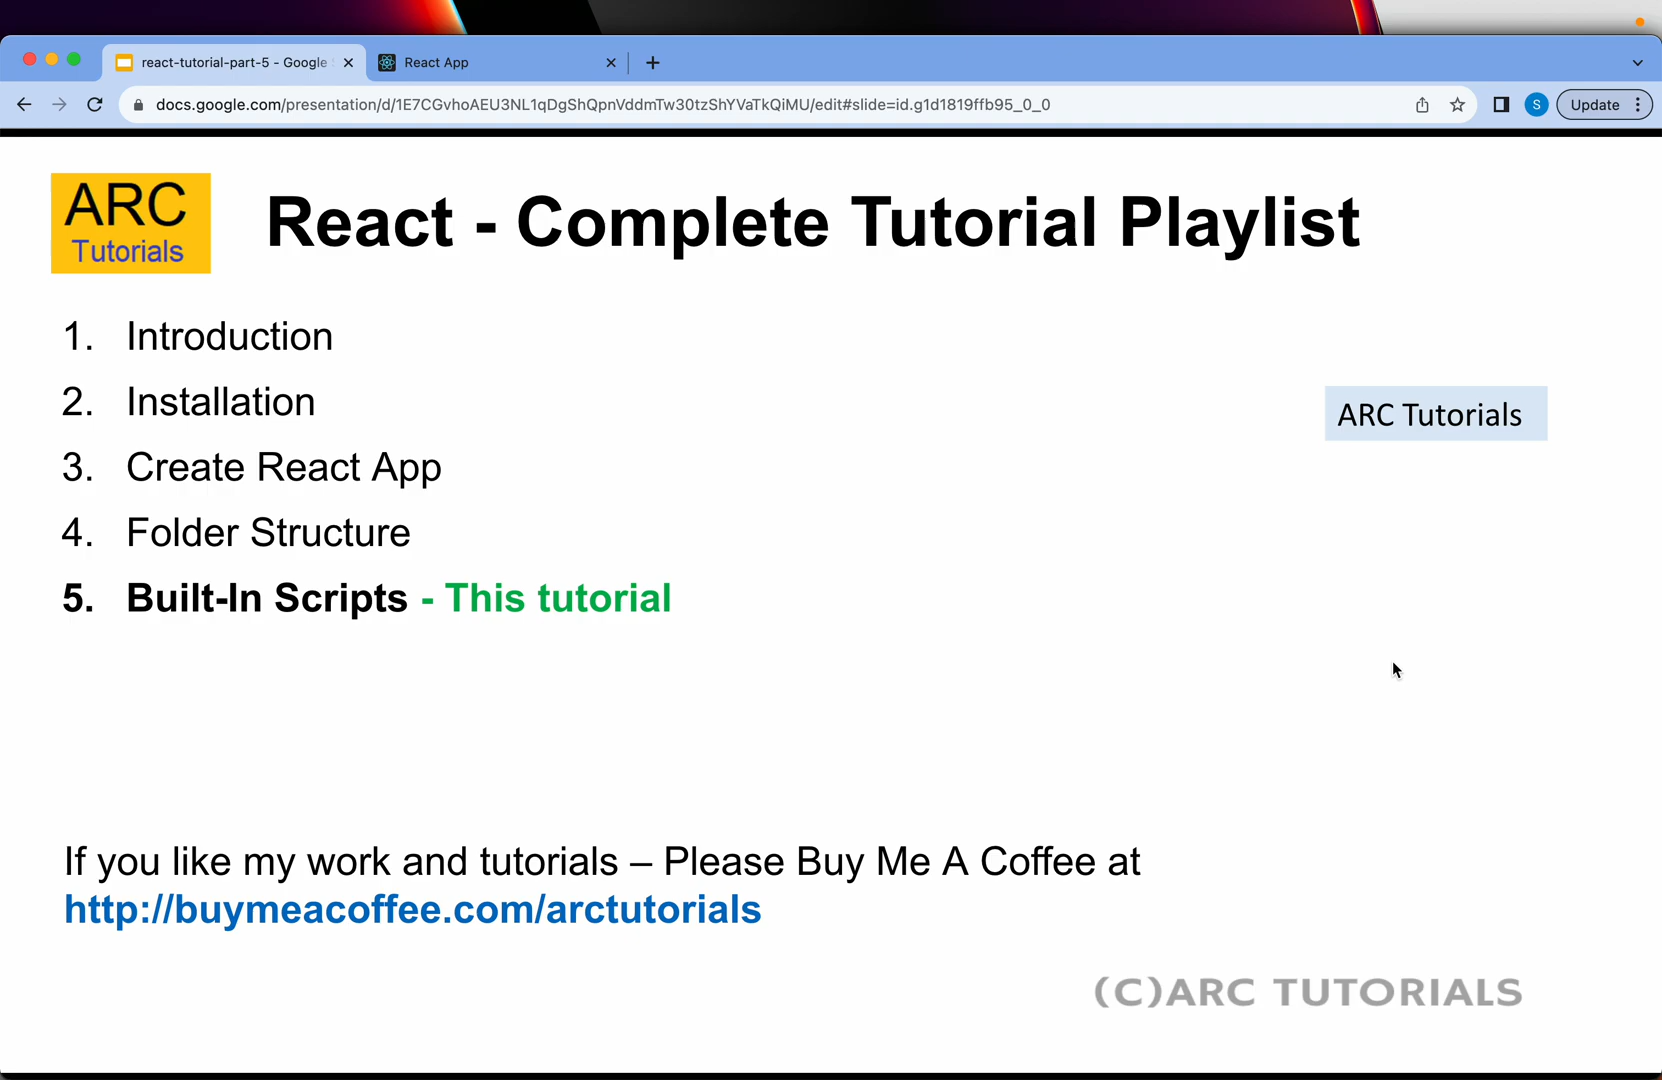 react-tutorial-part-5 - Google
React App
docs.google.com/presentation/d/1E7CGvhoAEU3NL1qDgShQpnVddmTw30tzShYVaTkQiMU/edit#slide=id.g1d1819ffb95_0_0
S
Update
ARC
Tutorials
React - Complete Tutorial Playlist
1. Introduction
2. Installation
3. Create React App
4. Folder Structure
5. Built-In Scripts - This tutorial
ARC Tutorials
If you like my work and tutorials – Please Buy Me A Coffee at
http://buymeacoffee.com/arctutorials
(C)ARC TUTORIALS